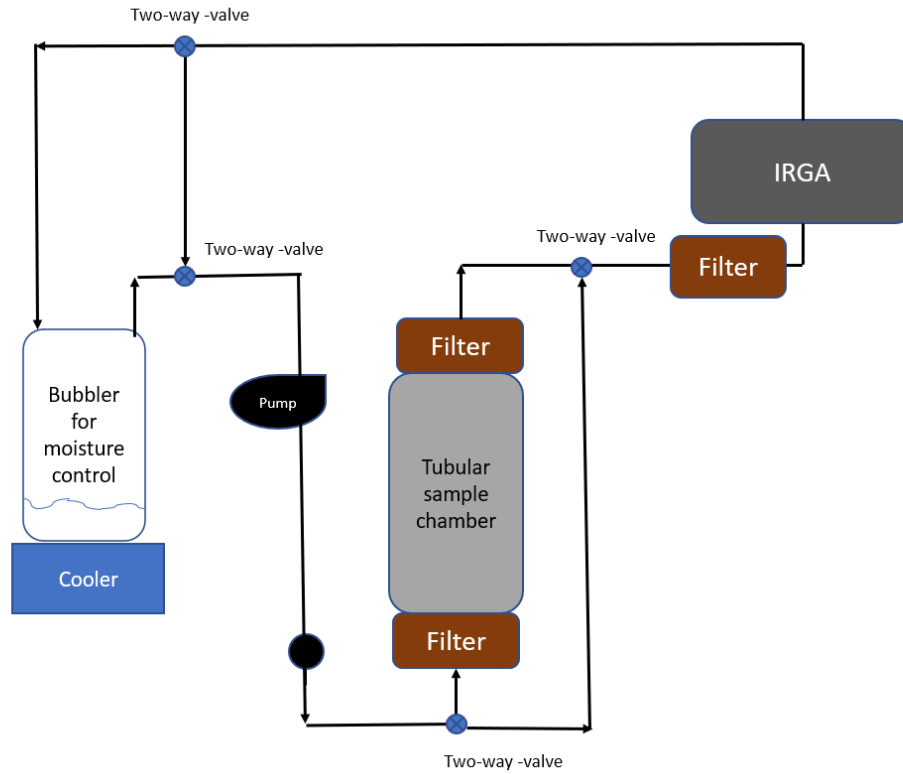 Two-way -valve
IRGA
Two-way -valve
Two-way -valve
Filter
Filter
Bubbler
for
moisture
control
Pump
Tubular
sample
chamber
Cooler
Filter
Two-way -valve